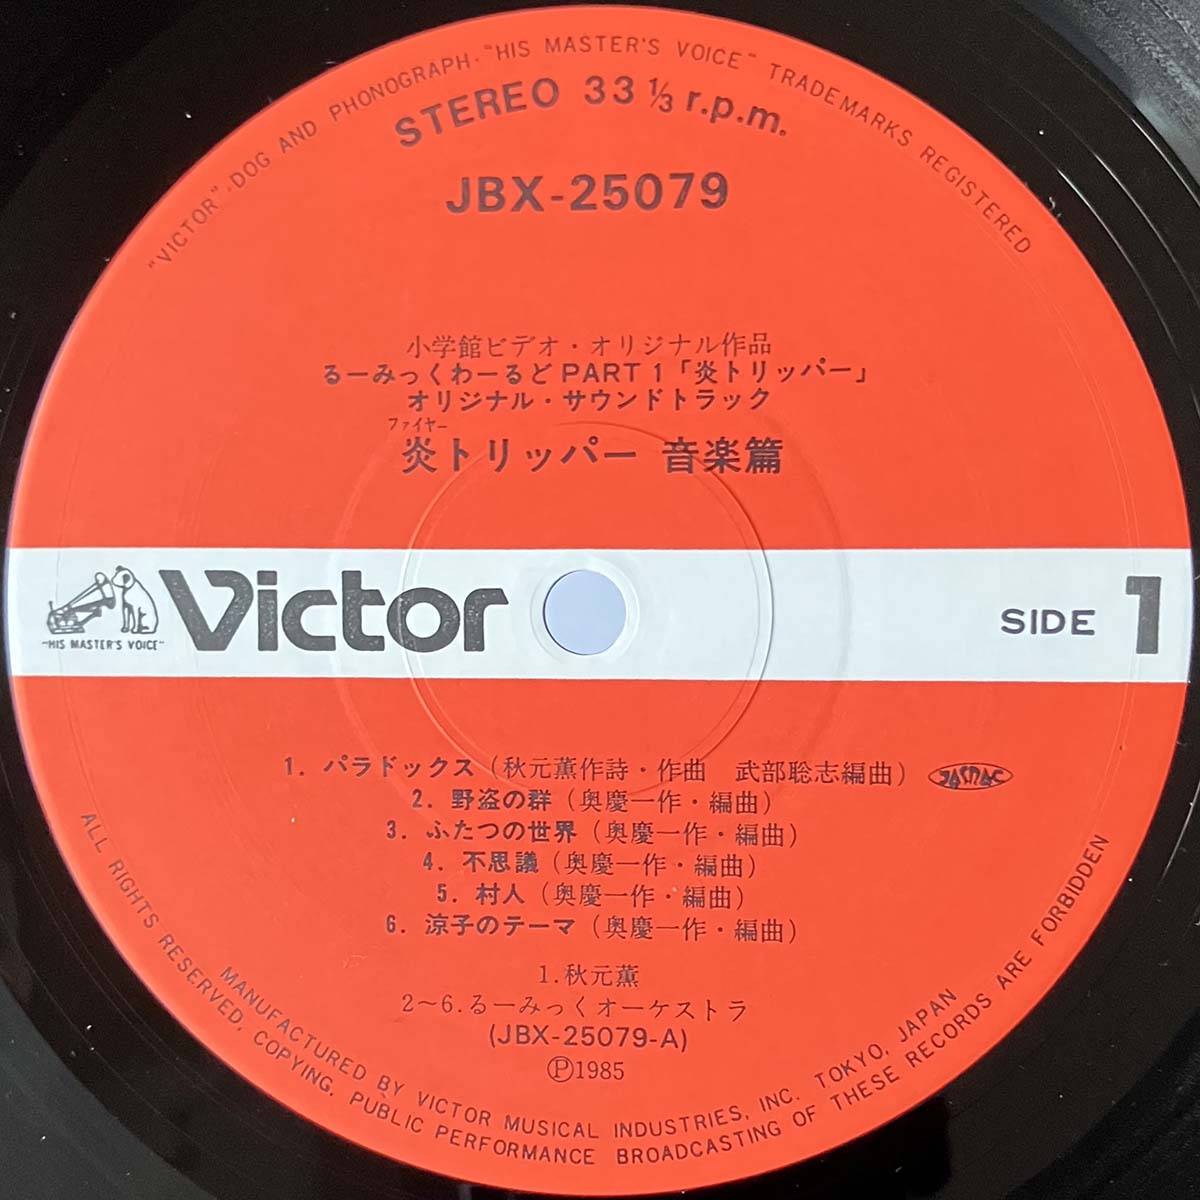 "VICTOR", DOG AND PHONOGRAPH · "HIS MASTER'S VOICE" TRADEMARKS REGISTERED
STEREO 33 ⅓ r.p.m.
JBX-25079
小学館ビデオ・オリジナル作品
るーみっくわーるどPART 1「炎トリッパー」
オリジナル・サウンドトラック
ファイヤー
炎トリッパー 音楽篇
"HIS MASTER'S VOICE"
Victor
SIDE 1
1. パラドックス（秋元薫作詩・作曲 武部聡志編曲）JASRAC
2. 野盗の群（奥慶一作・編曲）
3. ふたつの世界（奥慶一作・編曲）
4. 不思議（奥慶一作・編曲）
5. 村人（奥慶一作・編曲）
6. 涼子のテーマ（奥慶一作・編曲）
1. 秋元薫
2〜6. るーみっくオーケストラ
(JBX-25079-A)
Ⓟ1985
MANUFACTURED BY VICTOR MUSICAL INDUSTRIES, INC. TOKYO, JAPAN
ALL RIGHTS RESERVED, COPYING, PUBLIC PERFORMANCE BROADCASTING OF THESE RECORDS ARE FORBIDDEN